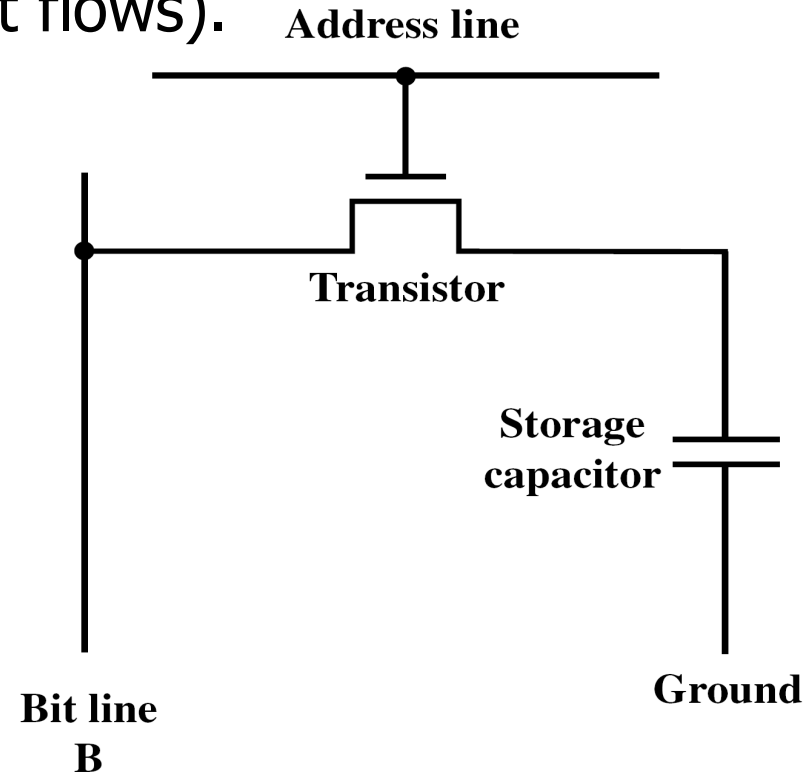 t flows).
Address line
Transistor
Storage
capacitor
Ground
Bit line
B